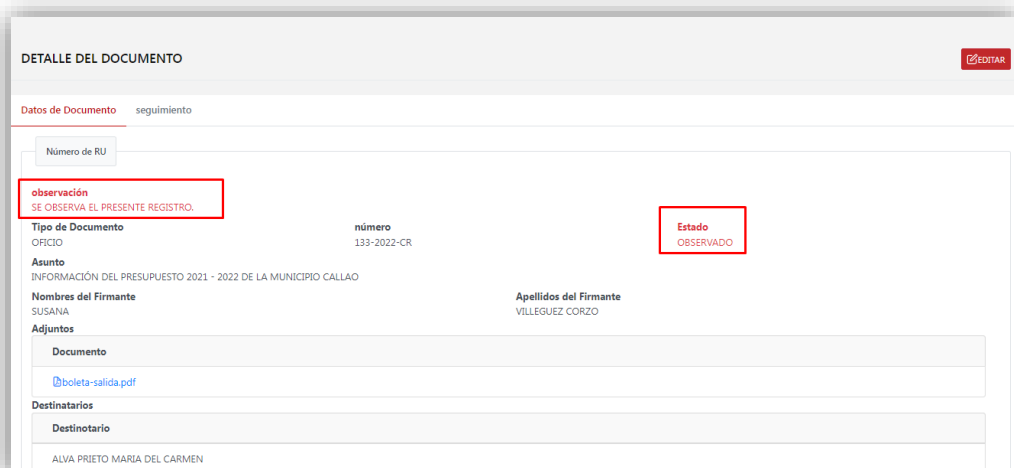 DETALLE DEL DOCUMENTO
EDITAR
Datos de Documento seguimiento
Número de RU
observación
SE OBSERVA EL PRESENTE REGISTRO.
Tipo de Documento número Estado
OFICIO 133-2022-CR OBSERVADO
Asunto
INFORMACIÓN DEL PRESUPUESTO 2021 - 2022 DE LA MUNICIPIO CALLAO
Nombres del Firmante Apellidos del Firmante
SUSANA VILLEGUEZ CORZO
Adjuntos
Documento
boleta-salida.pdf
Destinatarios
Destinotario
ALVA PRIETO MARIA DEL CARMEN